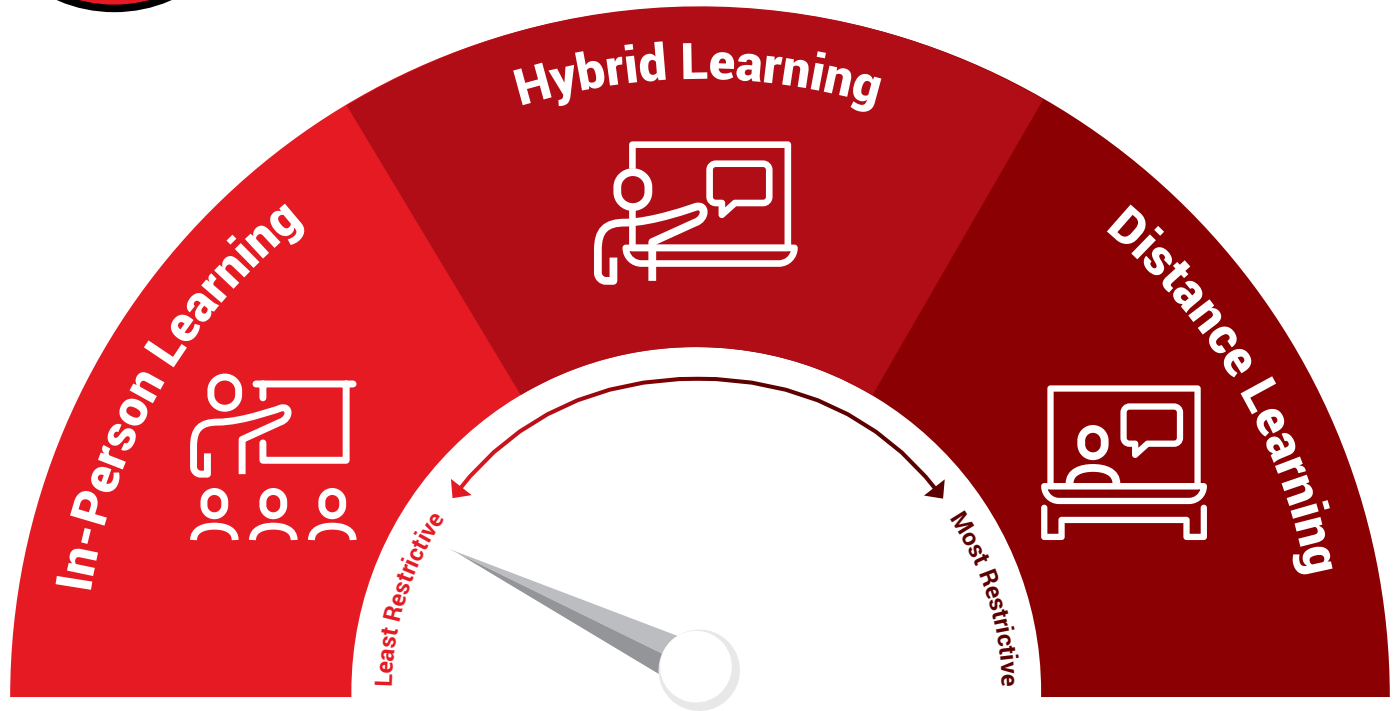 Hybrid Learning
In-Person Learning
Distance Learning
Least Restrictive
Most Restrictive